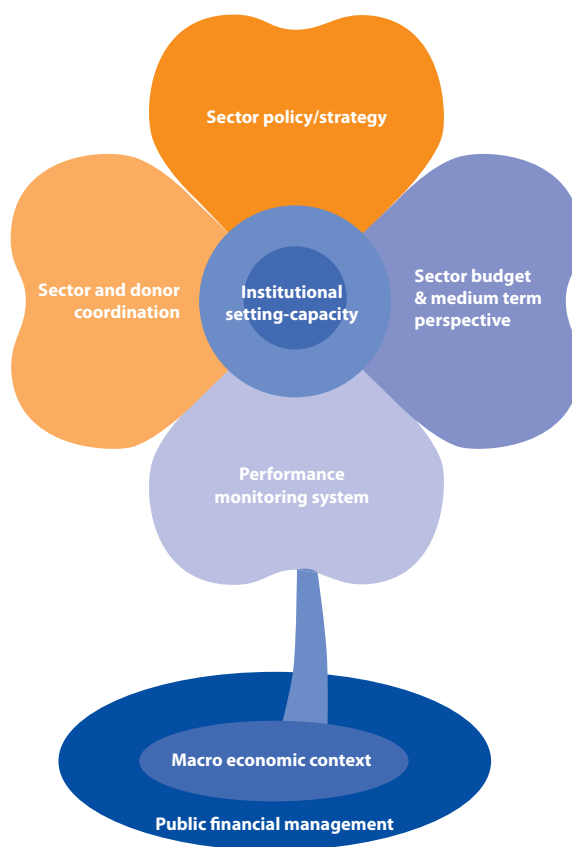 Sector policy/strategy
Sector and donor
coordination
Institutional
setting-capacity
Sector budget
& medium term
perspective
Performance
monitoring system
Macro economic context
Public financial management